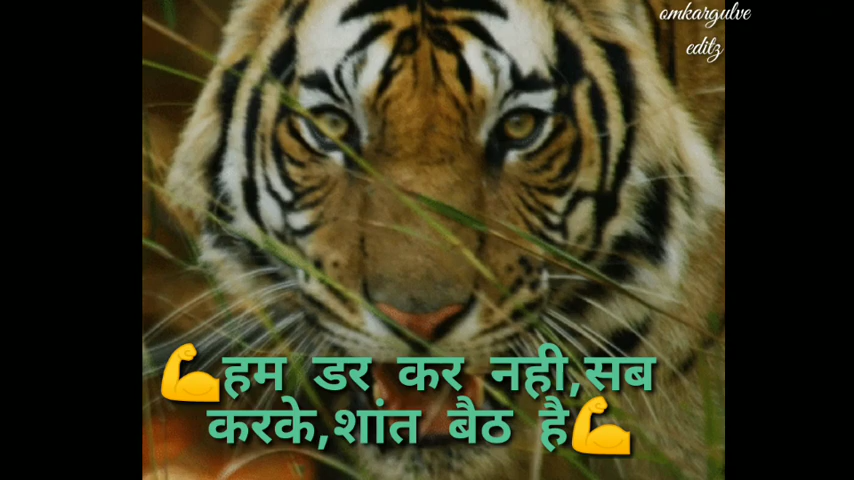 omkargulve
editz
💪हम डर कर नही,सब
करके,शांत बैठ है💪